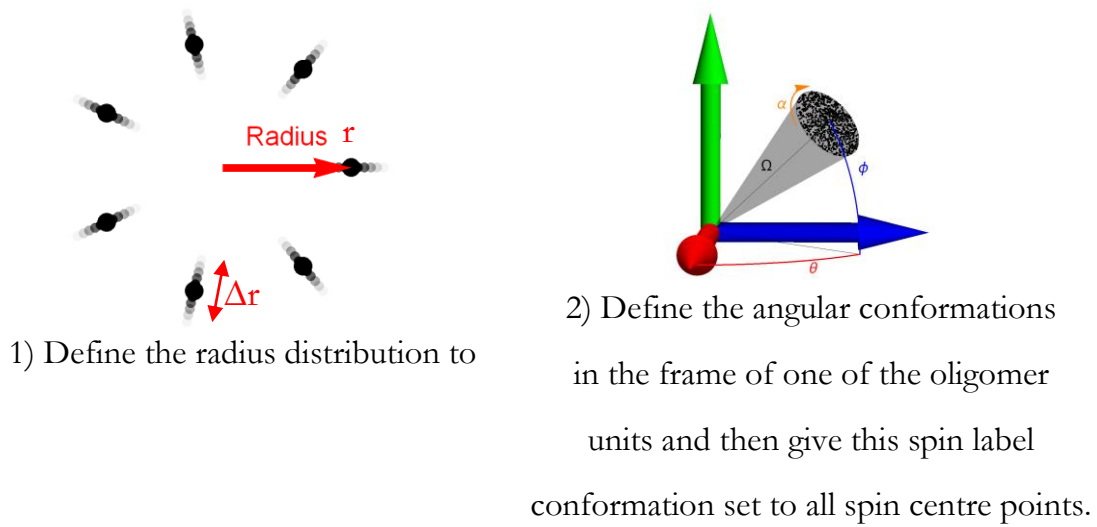 Radius r
Δr
1) Define the radius distribution to
α
Ω
ϕ
θ
2) Define the angular conformations
in the frame of one of the oligomer
units and then give this spin label
conformation set to all spin centre points.